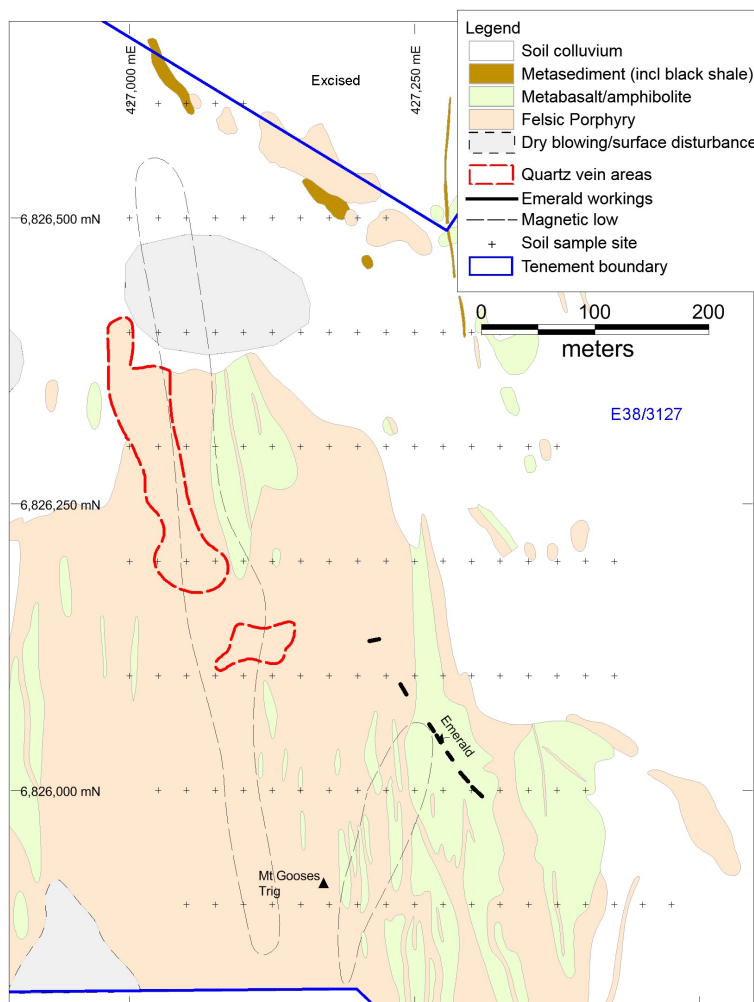 Legend
Soil colluvium
Metasediment (incl black shale)
Metabasalt/amphibolite
Felsic Porphyry
Dry blowing/surface disturbance
Quartz vein areas
Emerald workings
Magnetic low
Soil sample site
Tenement boundary
427,000 mE
427,250 mE
Excised
6,826,500 mN
0 100 200
meters
E38/3127
6,826,250 mN
Emerald
6,826,000 mN
Mt Gooses
Trig